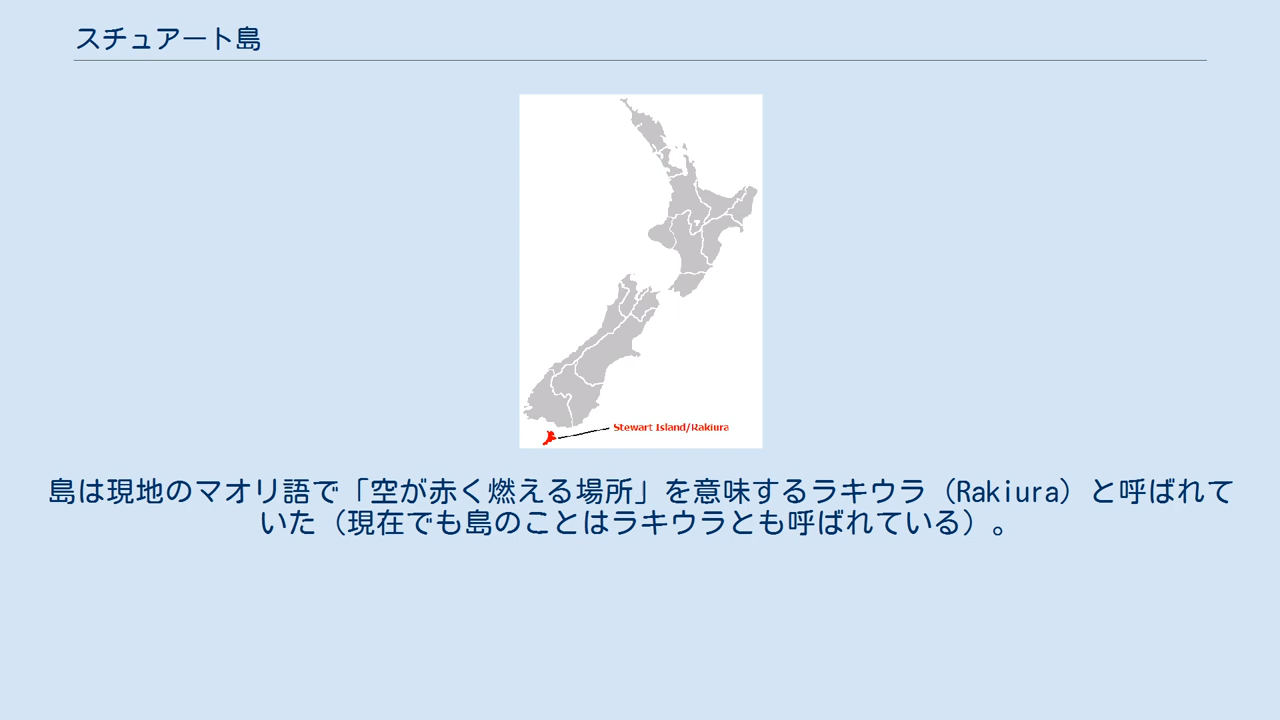 スチュアート島
Stewart Island/Rakiura
島は現地のマオリ語で「空が赤く燃える場所」を意味するラキウラ（Rakiura）と呼ばれて
いた（現在でも島のことはラキウラとも呼ばれている）。